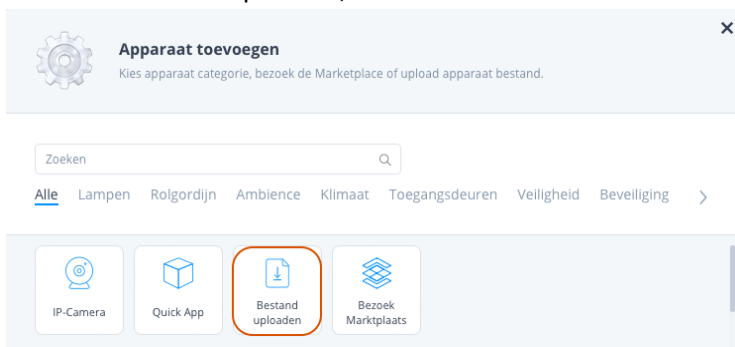 Apparaat toevoegen
Kies apparaat categorie, bezoek de Marketplace of upload apparaat bestand.
Zoeken
Alle Lampen Rolgordijn Ambience Klimaat Toegangsdeuren Veiligheid Beveiliging
IP-Camera
Quick App
Bestand
uploaden
Bezoek
Marktplaats